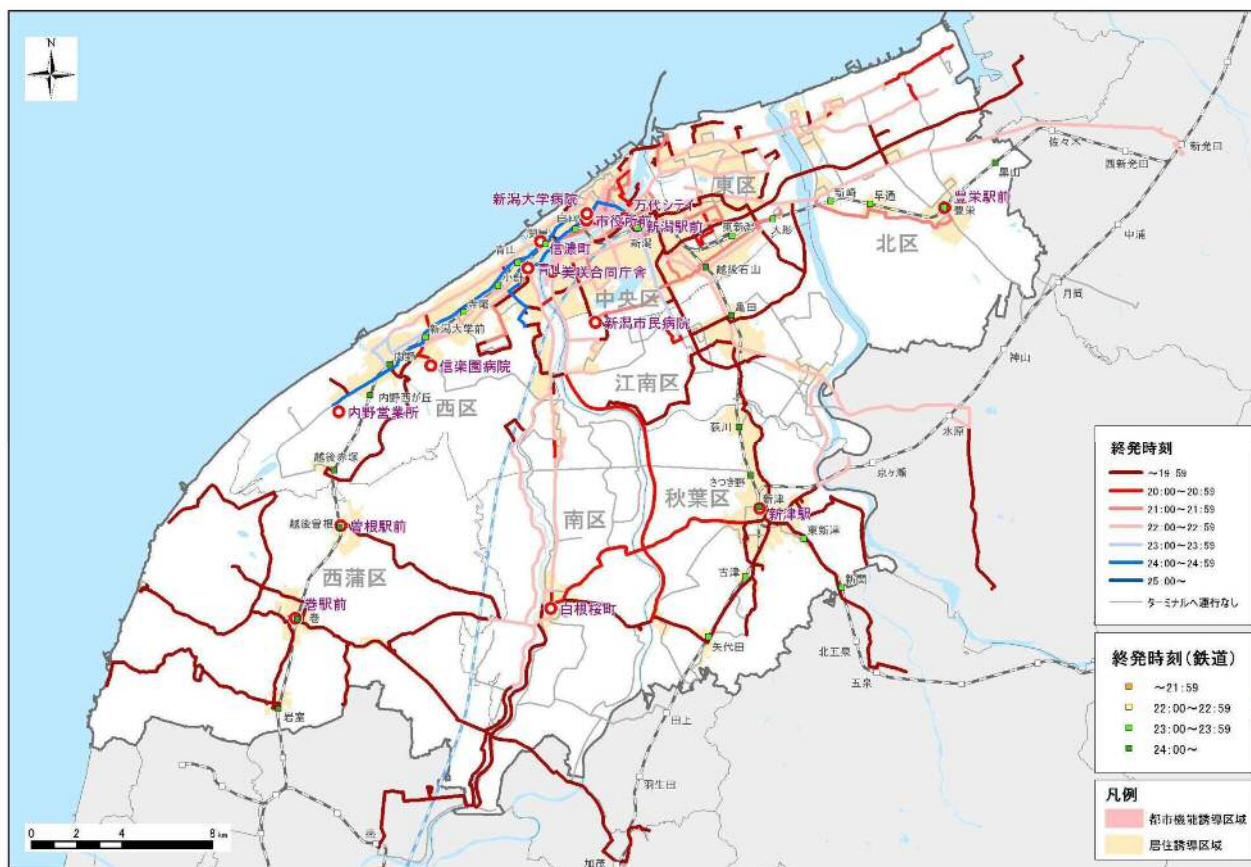 N
新発田
佐々木
西新発田
黒山
豊栄駅前
豊栄
早通
新崎
東区
北区
新潟大学病院
万代シテイ
市役所前
新潟駅前
新潟
白山
関屋
信濃町
東新潟
大形
中浦
青山
美咲合同庁舎
小針
越後石山
月岡
中央区
寺尾
亀田
新潟市民病院
新潟大学前
神山
内野
信楽園病院
江南区
西区
内野西が丘
内野営業所
水原
荻川
越後赤塚
京ヶ瀬
さつき野
秋葉区
新津
新津駅
南区
越後曽根
曽根駅前
東新津
西蒲区
古津
新関
巻駅前
巻
白根桜町
矢代田
北五泉
五泉
岩室
田上
羽生田
加茂
燕
終発時刻
~19:59
20:00~20:59
21:00~21:59
22:00~22:59
23:00~23:59
24:00~24:59
25:00~
ターミナルへ運行なし
終発時刻(鉄道)
~21:59
22:00~22:59
23:00~23:59
24:00~
凡例
都市機能誘導区域
居住誘導区域
0 2 4 8 km